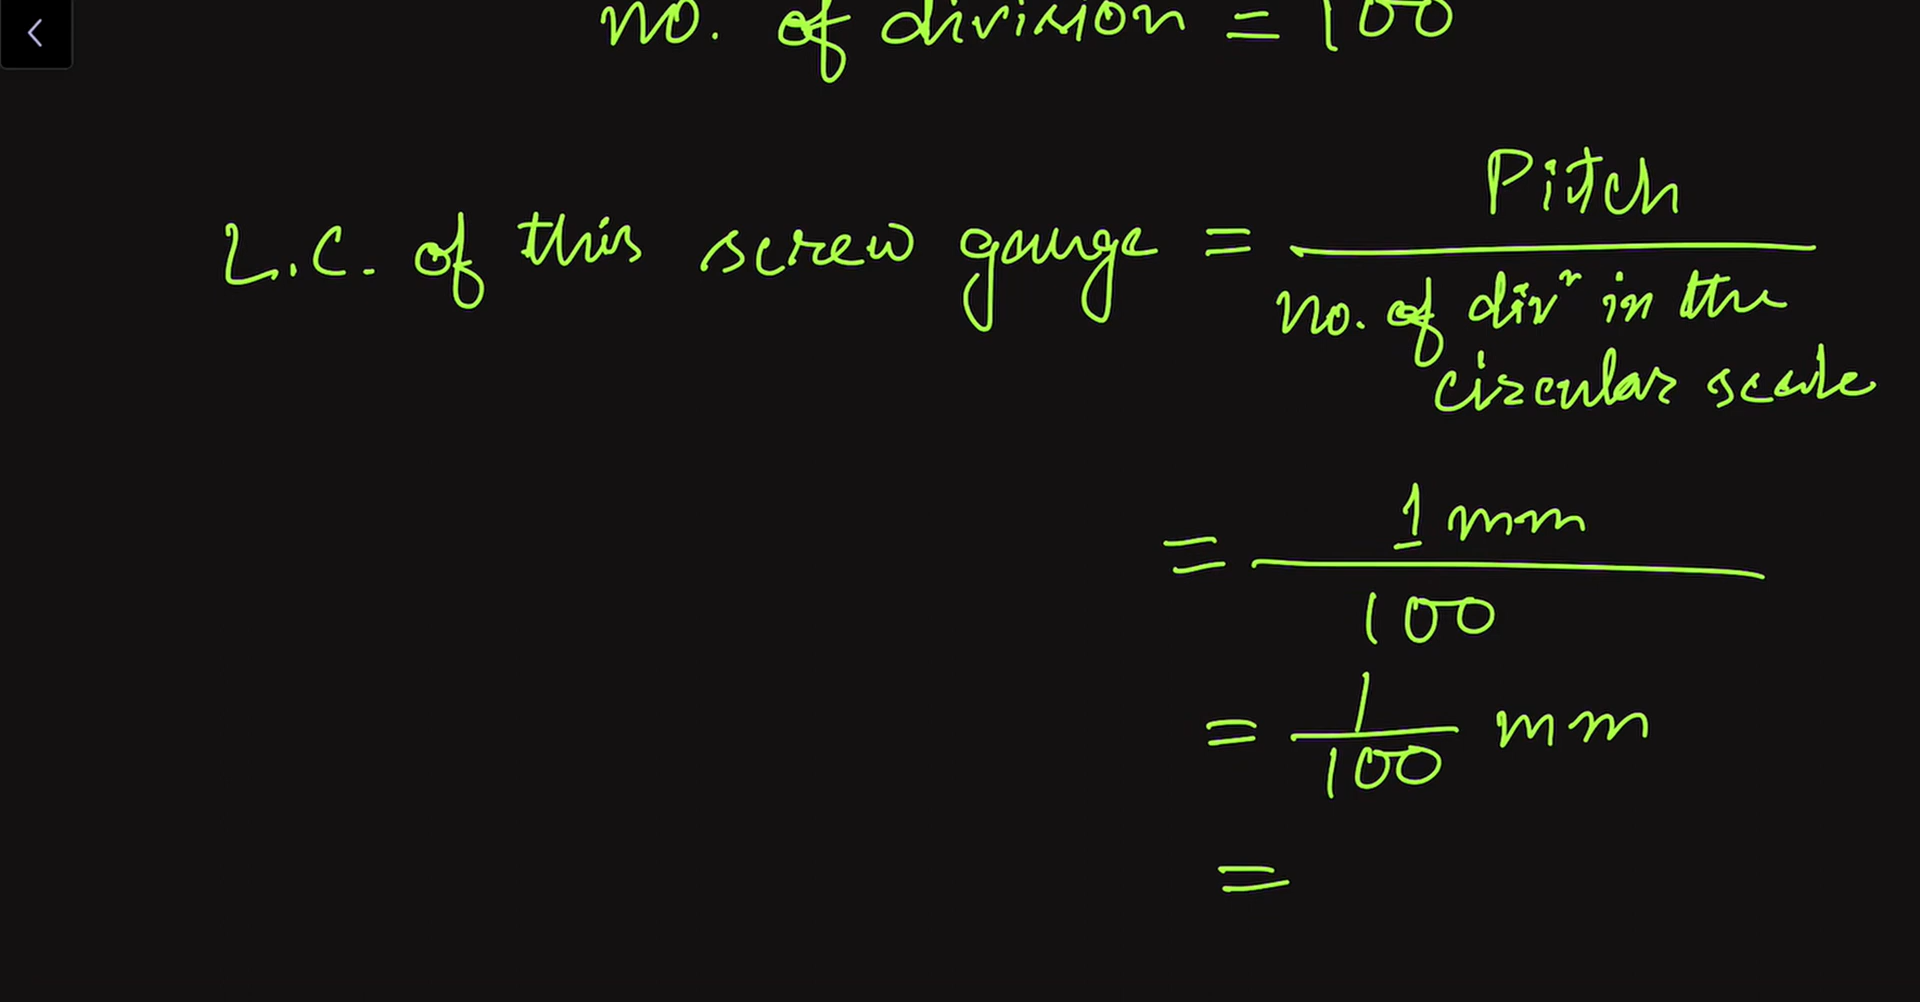 no. of division = 100
L.C. of this screw gauge = Pitch
no. of divⁿ in the
circular scale
= 1 mm
100
= 1
100 mm
=